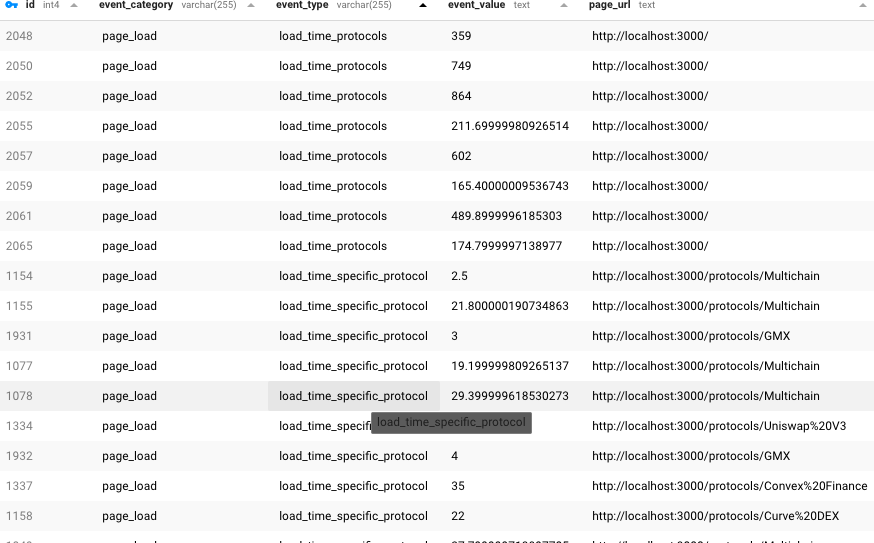 id int4 event_category varchar(255) event_type varchar(255) event_value text page_url text
2048 page_load load_time_protocols 359 http://localhost:3000/
2050 page_load load_time_protocols 749 http://localhost:3000/
2052 page_load load_time_protocols 864 http://localhost:3000/
2055 page_load load_time_protocols 211.69999980926514 http://localhost:3000/
2057 page_load load_time_protocols 602 http://localhost:3000/
2059 page_load load_time_protocols 165.40000009536743 http://localhost:3000/
2061 page_load load_time_protocols 489.8999996185303 http://localhost:3000/
2065 page_load load_time_protocols 174.7999997138977 http://localhost:3000/
1154 page_load load_time_specific_protocol 2.5 http://localhost:3000/protocols/Multichain
1155 page_load load_time_specific_protocol 21.800000190734863 http://localhost:3000/protocols/Multichain
1931 page_load load_time_specific_protocol 3 http://localhost:3000/protocols/GMX
1077 page_load load_time_specific_protocol 19.199999809265137 http://localhost:3000/protocols/Multichain
1078 page_load load_time_specific_protocol 29.399999618530273 http://localhost:3000/protocols/Multichain
1334 page_load load_time_specifi load_time_specific_protocol http://localhost:3000/protocols/Uniswap%20V3
1932 page_load load_time_specific_protocol 4 http://localhost:3000/protocols/GMX
1337 page_load load_time_specific_protocol 35 http://localhost:3000/protocols/Convex%20Finance
1158 page_load load_time_specific_protocol 22 http://localhost:3000/protocols/Curve%20DEX